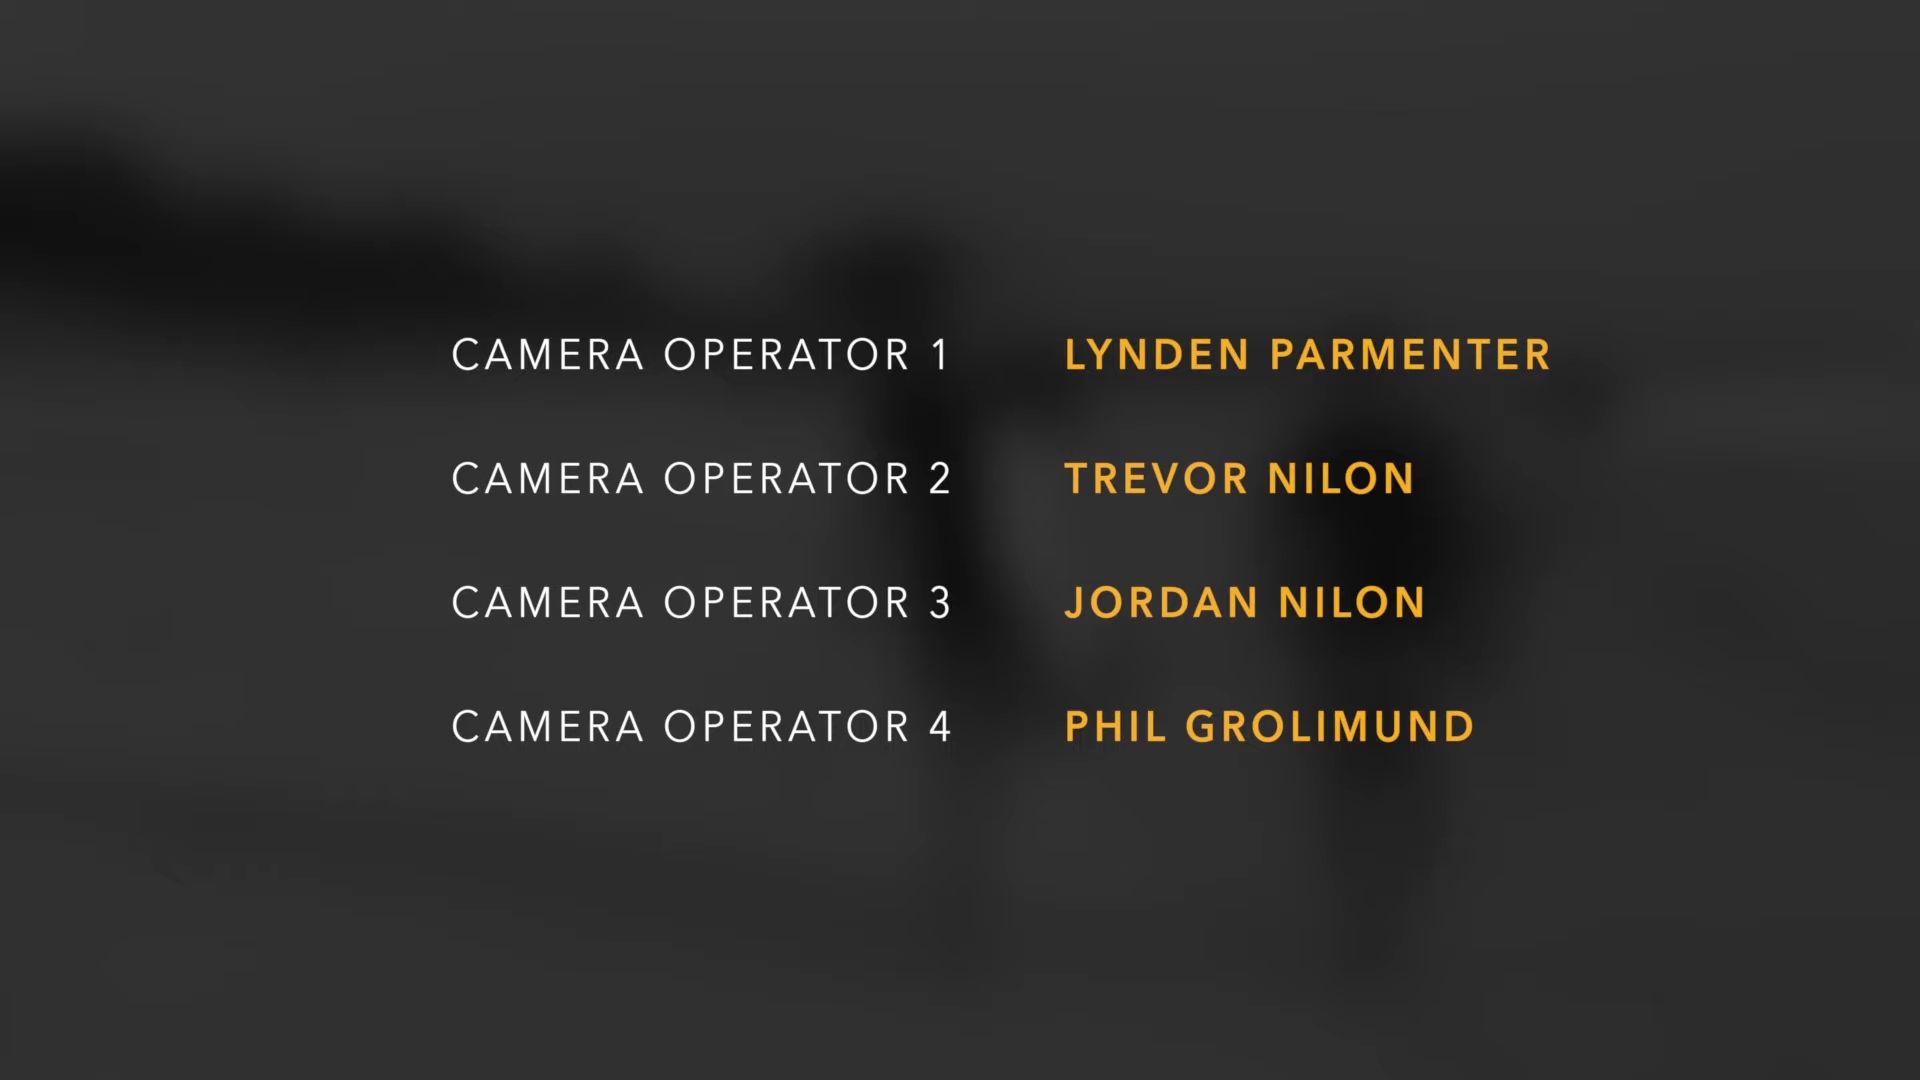 CAMERA OPERATOR 1 LYNDEN PARMENTER
CAMERA OPERATOR 2 TREVOR NILON
CAMERA OPERATOR 3 JORDAN NILON
CAMERA OPERATOR 4 PHIL GROLIMUND